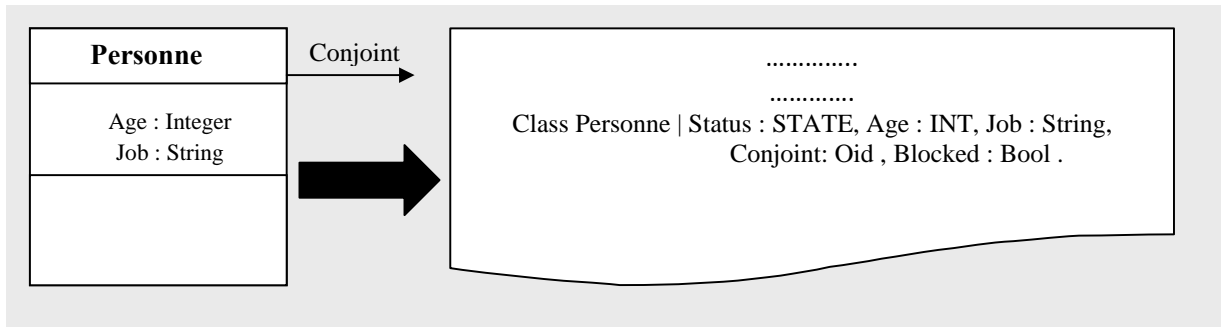 Personne
Age : Integer
Job : String
Conjoint
…………..
………….
Class Personne | Status : STATE, Age : INT, Job : String,
Conjoint: Oid , Blocked : Bool .